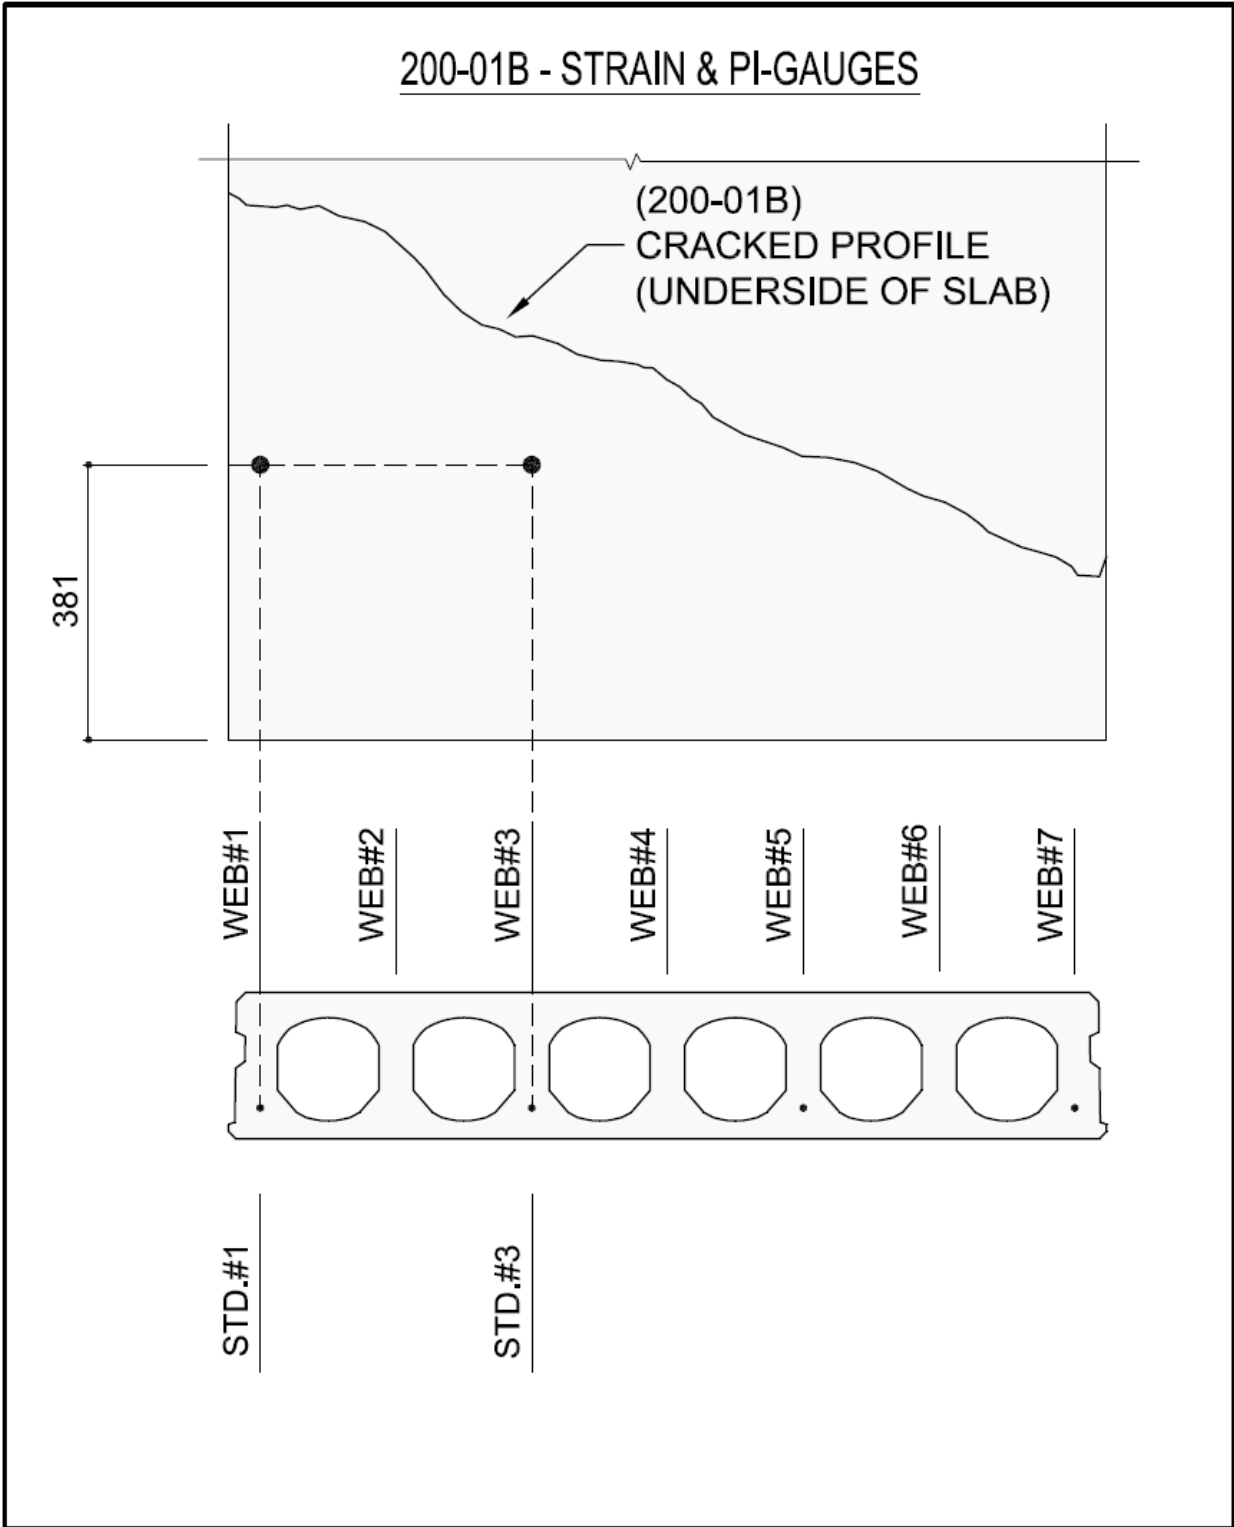 200-01B - STRAIN & PI-GAUGES
(200-01B)
CRACKED PROFILE
(UNDERSIDE OF SLAB)
381
WEB#1
WEB#2
WEB#3
WEB#4
WEB#5
WEB#6
WEB#7
STD.#1
STD.#3